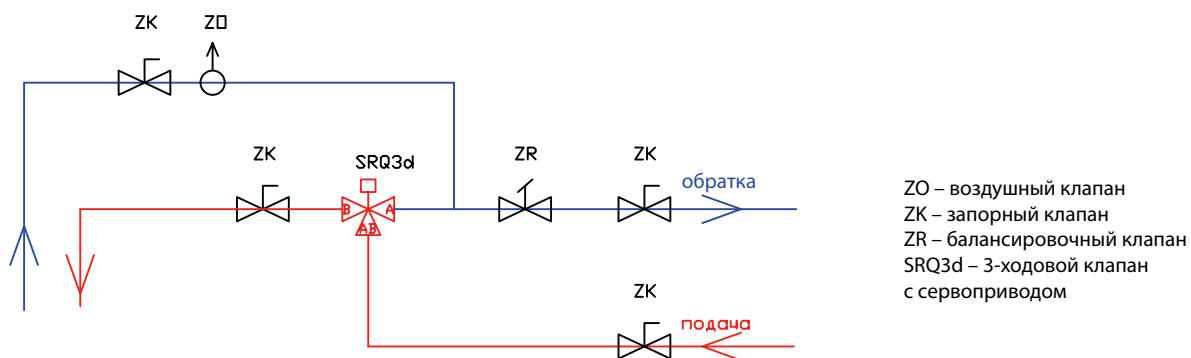 ZK ZO
ZK SRQ3d ZR ZK
обратка
B A
AB
ZK
подача
ZO – воздушный клапан
ZK – запорный клапан
ZR – балансировочный клапан
SRQ3d – 3-ходовой клапан
с сервоприводом